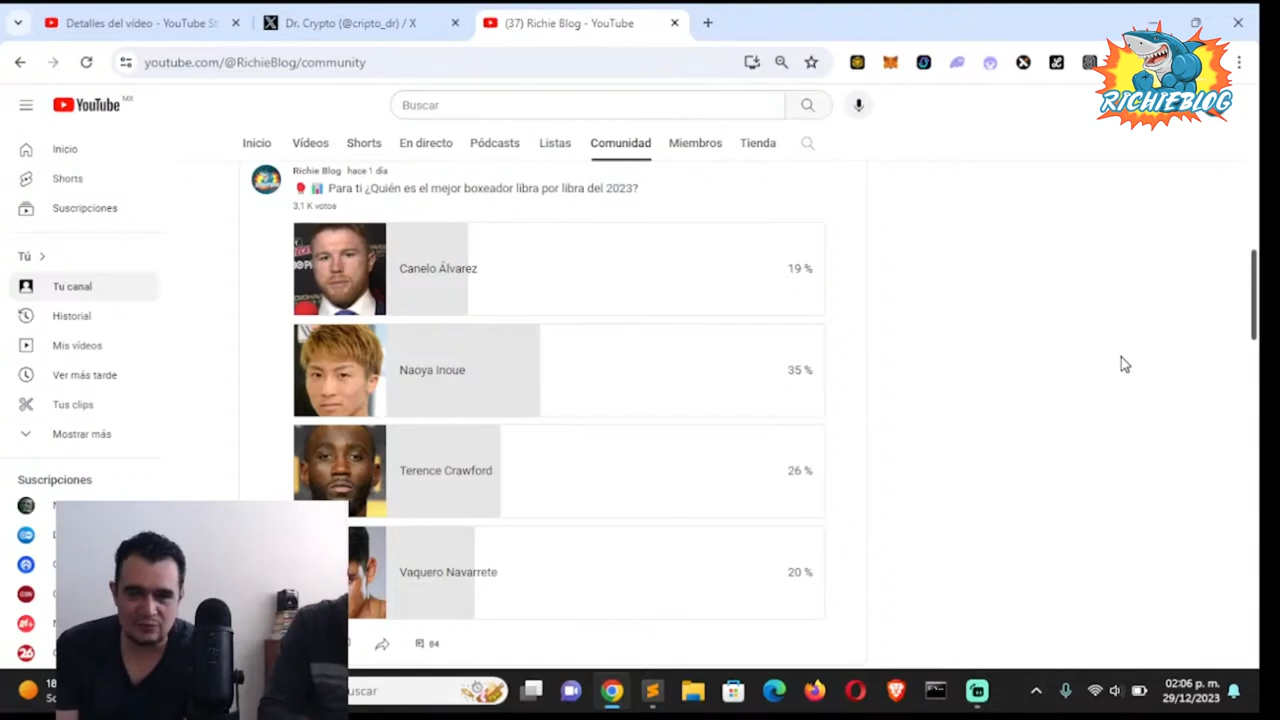 Detalles del vídeo - YouTube St
Dr. Crypto (@cripto_dr) / X
(37) Richie Blog - YouTube
youtube.com/@RichieBlog/community
RICHIEBLOG
YouTube MX
Buscar
Inicio
Vídeos
Shorts
En directo
Pódcasts
Listas
Comunidad
Miembros
Tienda
Inicio
Shorts
Suscripciones
Tú
Tu canal
Historial
Mis vídeos
Ver más tarde
Tus clips
Mostrar más
Suscripciones
Richie Blog hace 1 día
Para ti ¿Quién es el mejor boxeador libra por libra del 2023?
3,1 K votos
Canelo Álvarez 19 %
Naoya Inoue 35 %
Terence Crawford 26 %
Vaquero Navarrete 20 %
84
02:06 p. m.
29/12/2023